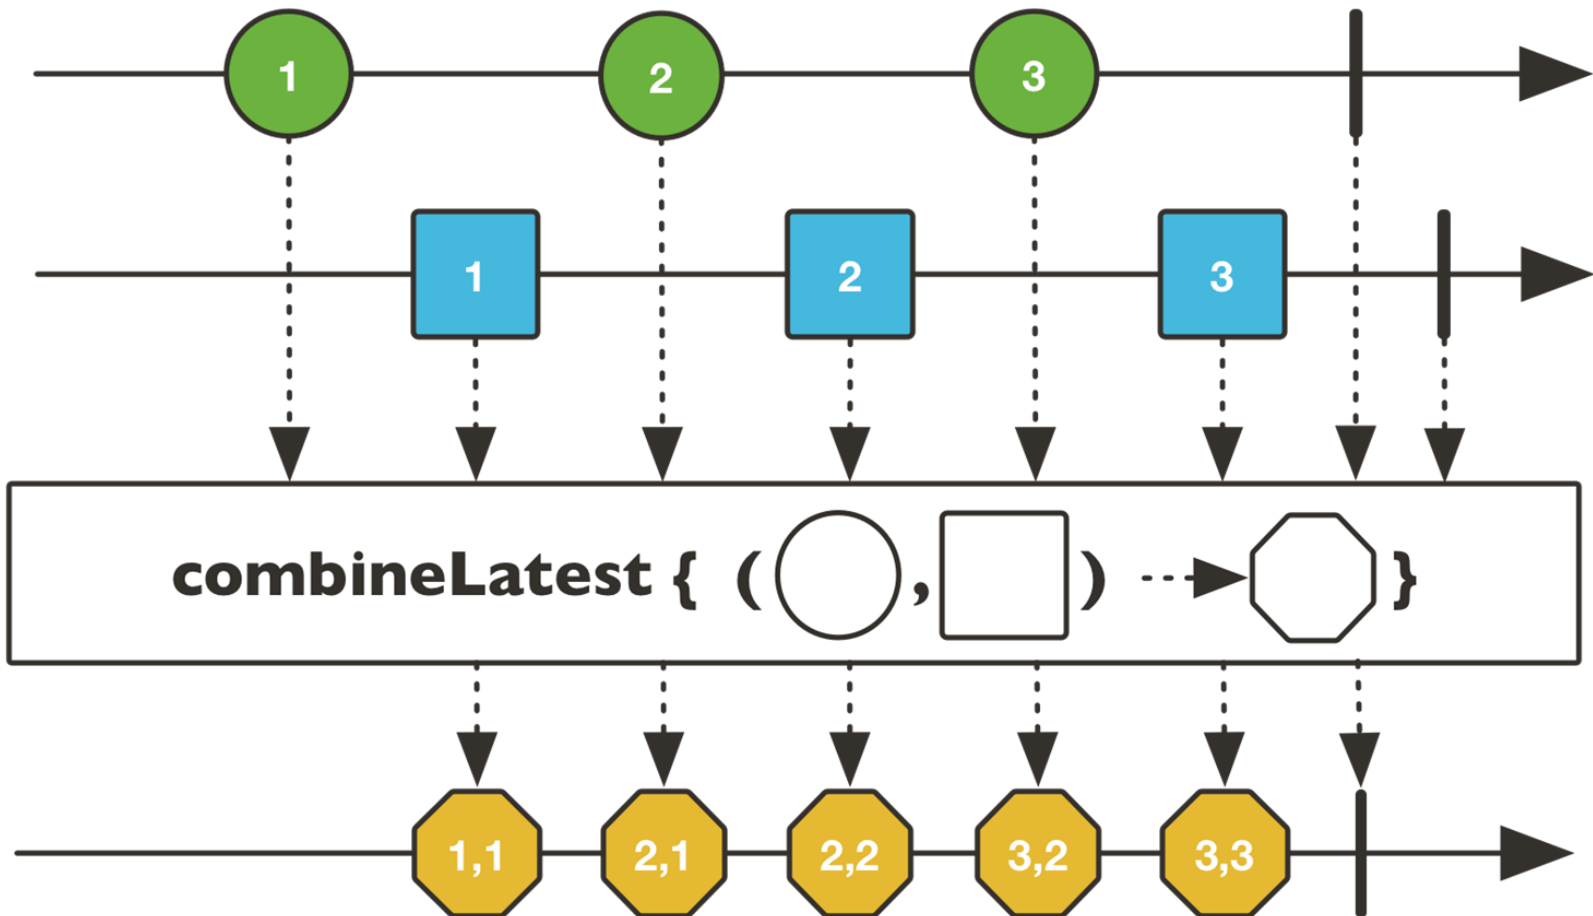 1 2 3
1 2 3
combineLatest { ( , ) }
1,1 2,1 2,2 3,2 3,3